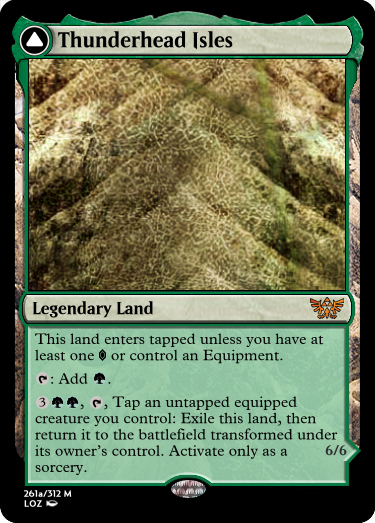 Thunderhead Isles
Legendary Land
This land enters tapped unless you have at
least one or control an Equipment.
: Add .
3 , , Tap an untapped equipped
creature you control: Exile this land, then
return it to the battlefield transformed under
its owner's control. Activate only as a
sorcery.
6/6
261a/312 M
LOZ